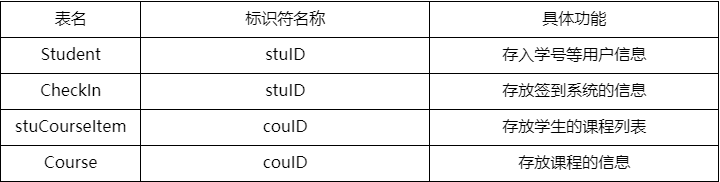 表名 标识符名称 具体功能
Student stuID 存入学号等用户信息
CheckIn stuID 存放签到系统的信息
stuCourseItem couID 存放学生的课程列表
Course couID 存放课程的信息